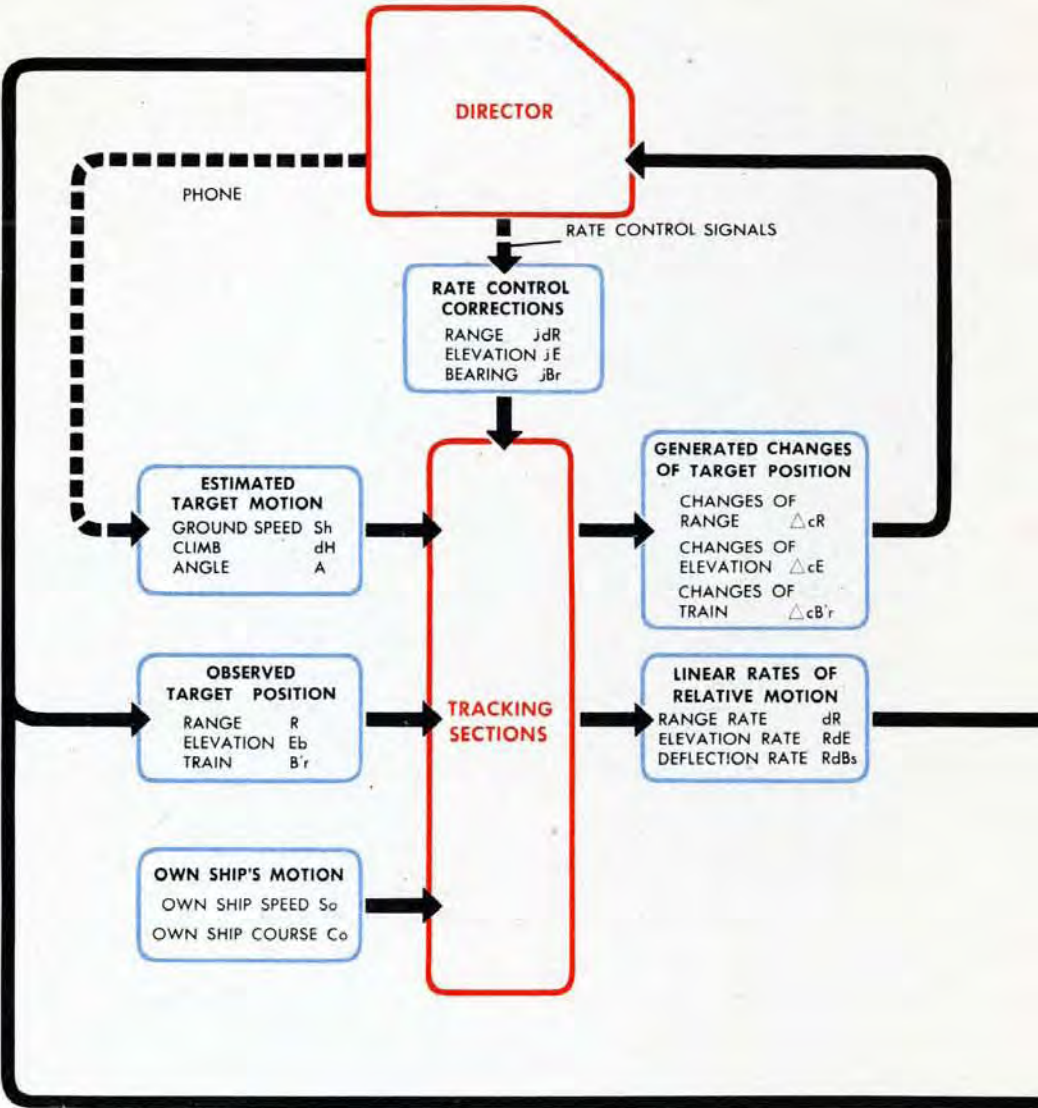 DIRECTOR
PHONE
RATE CONTROL SIGNALS
RATE CONTROL
CORRECTIONS
RANGE jdR
ELEVATION jE
BEARING jBr
ESTIMATED
TARGET MOTION
GROUND SPEED Sh
CLIMB dH
ANGLE A
GENERATED CHANGES
OF TARGET POSITION
CHANGES OF
RANGE △cR
CHANGES OF
ELEVATION △cE
CHANGES OF
TRAIN △cB'r
OBSERVED
TARGET POSITION
RANGE R
ELEVATION Eb
TRAIN B'r
TRACKING
SECTIONS
LINEAR RATES OF
RELATIVE MOTION
RANGE RATE dR
ELEVATION RATE RdE
DEFLECTION RATE RdBs
OWN SHIP'S MOTION
OWN SHIP SPEED So
OWN SHIP COURSE Co